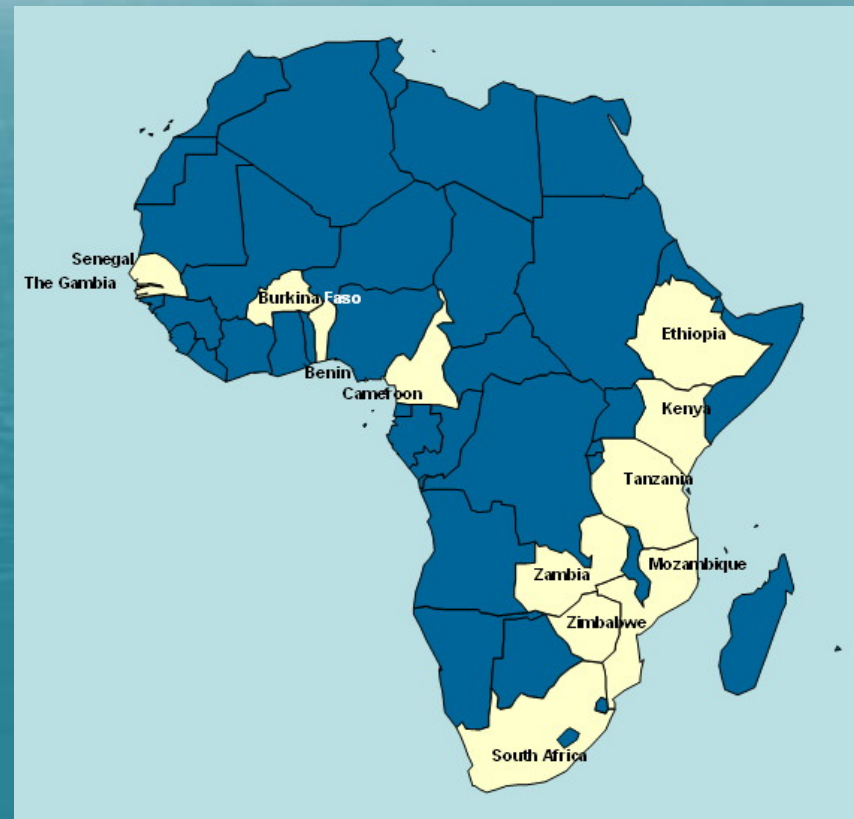 Senegal
The Gambia
Burkina Faso
Benin
Cameroon
Ethiopia
Kenya
Tanzania
Mozambique
Zambia
Zimbabwe
South Africa